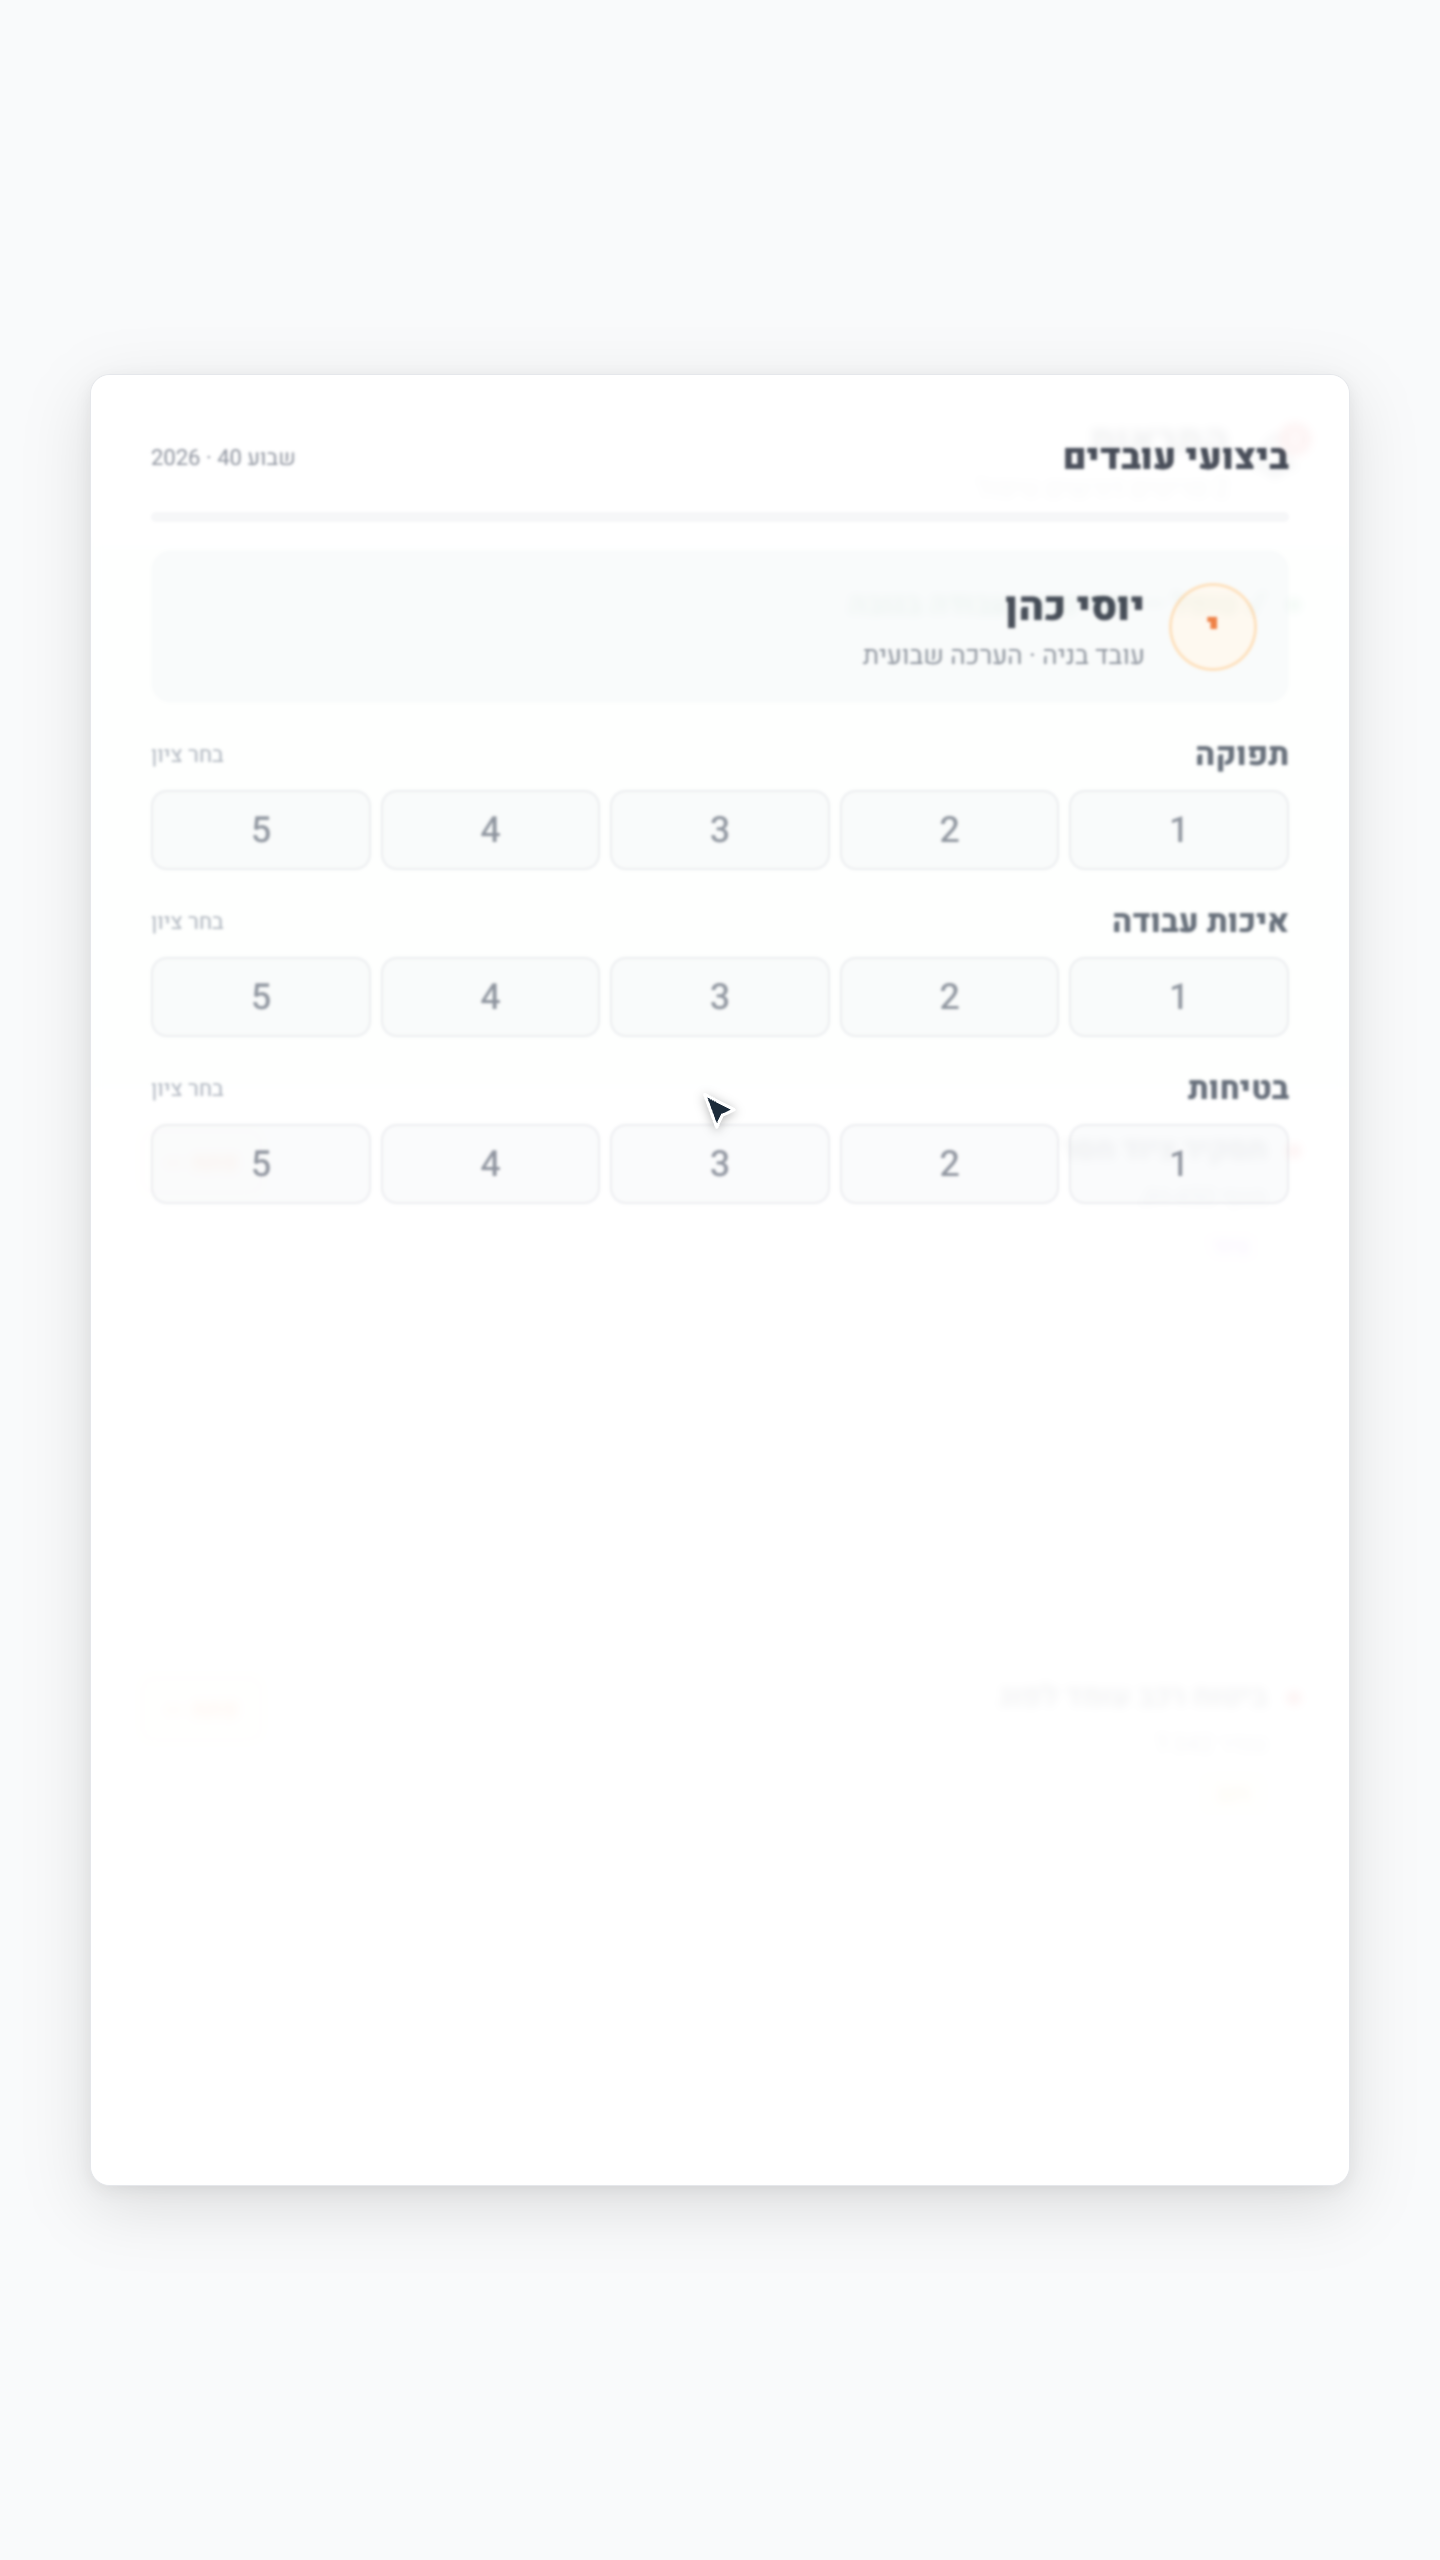 ביצועי עובדים
שבוע 40 · 2026
י
יוסי כהן
עובד בניה · הערכה שבועית
תפוקה
בחר ציון
1 2 3 4 5
איכות עבודה
בחר ציון
1 2 3 4 5
בטיחות
בחר ציון
1 2 3 4 5